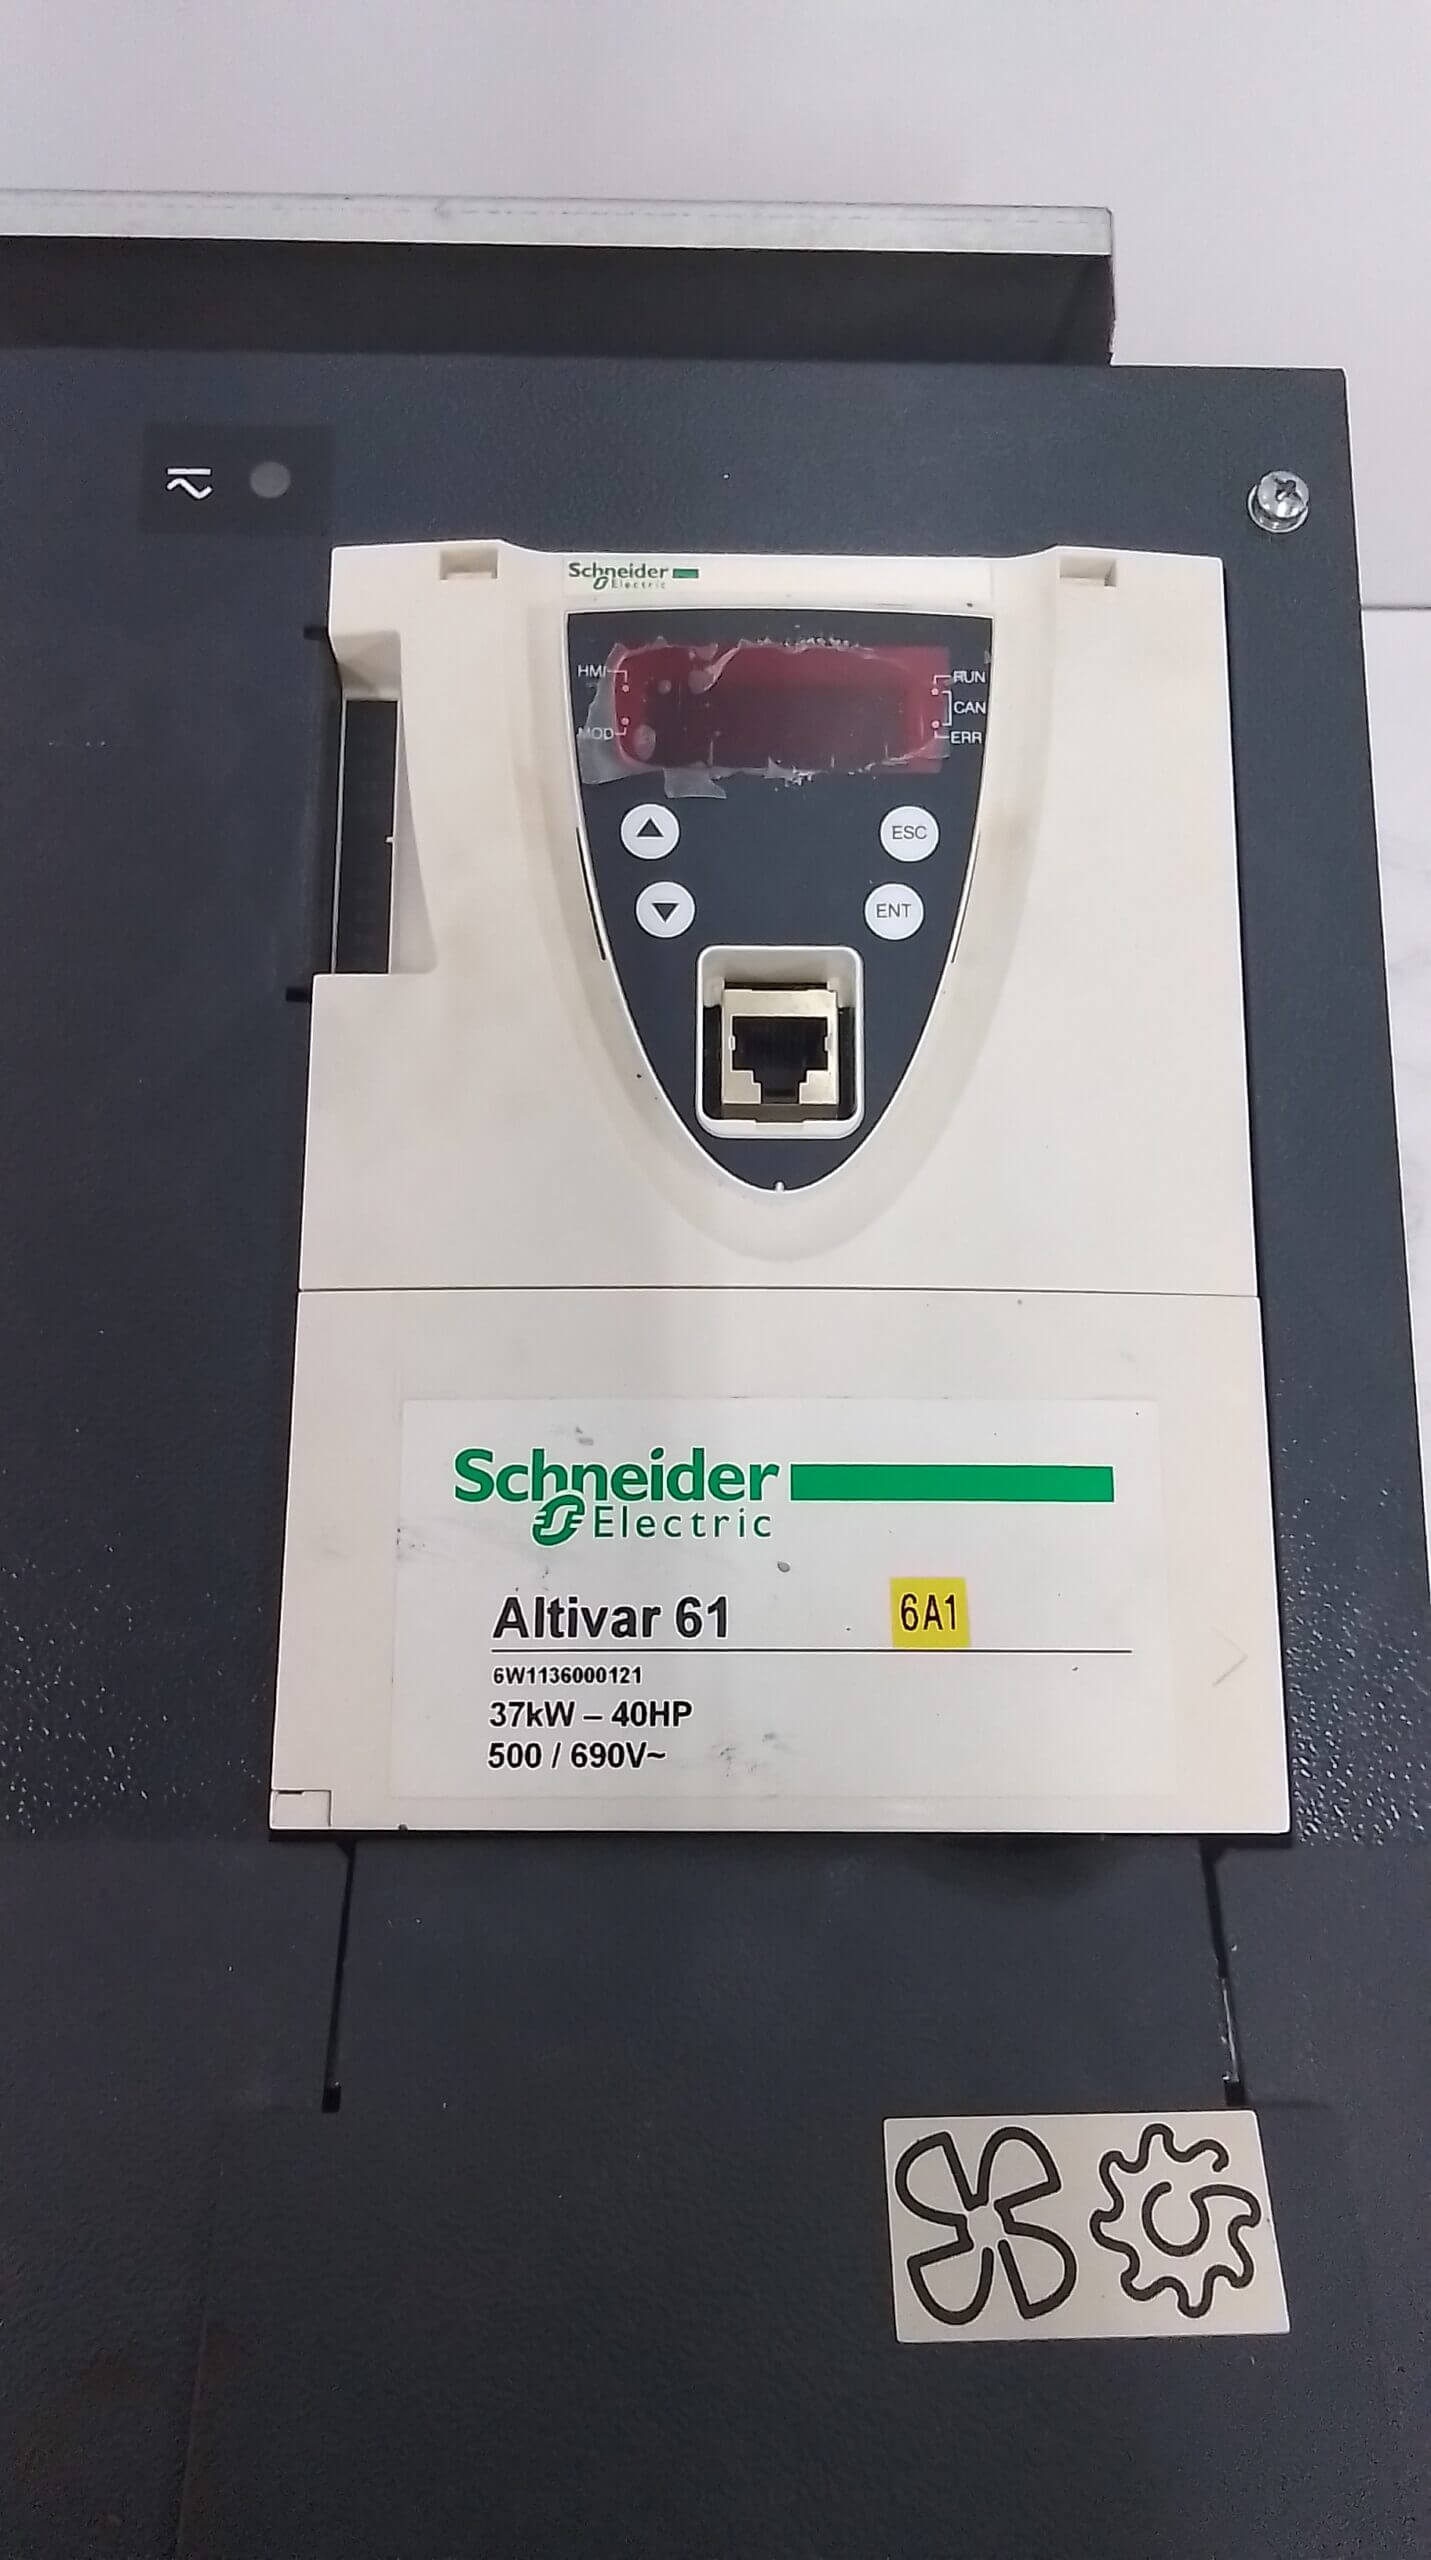 Schneider
Electric
HMI
RUN
CAN
MOD
ERR
ESC
ENT
Schneider
Electric
Altivar 61
6A1
6W1136000121
37kW – 40HP
500 / 690V~